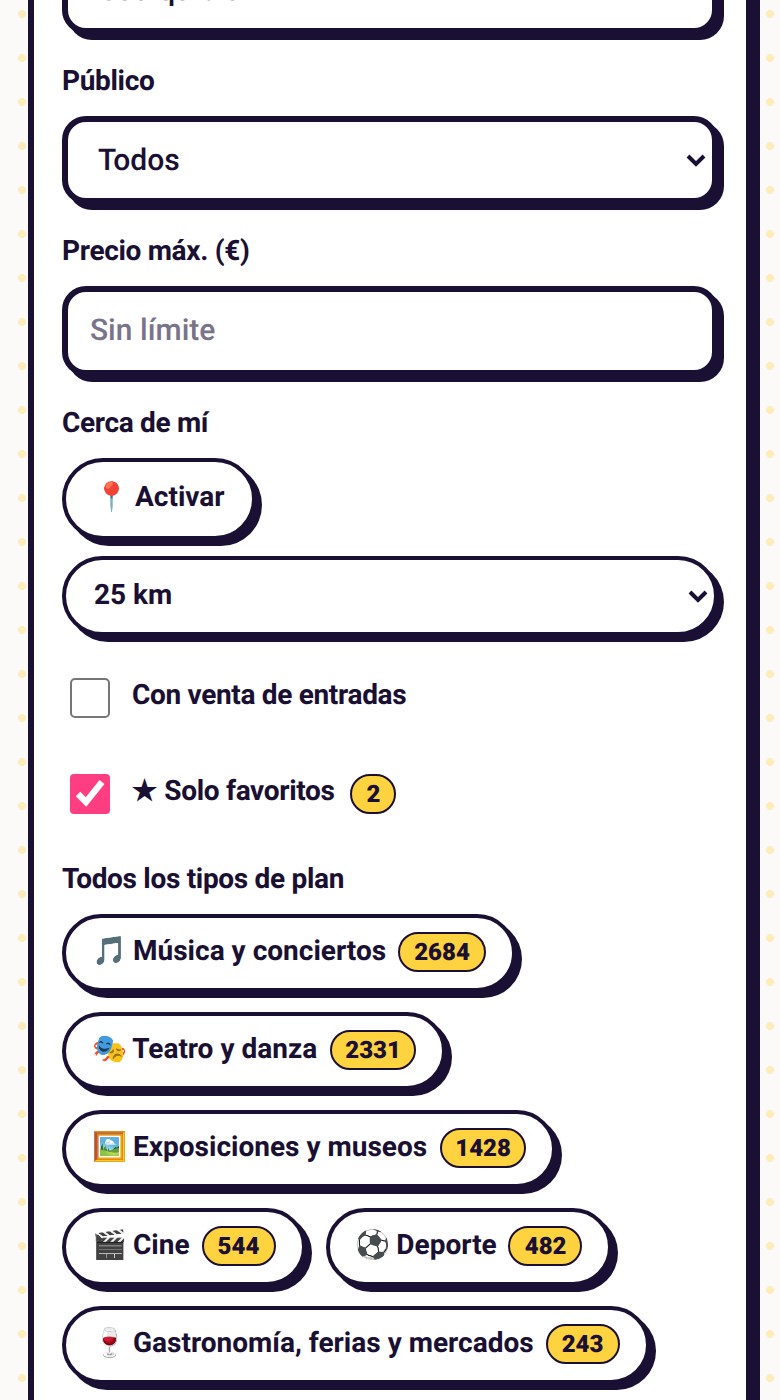 Público
Todos
Precio máx. (€)
Sin límite
Cerca de mí
📍 Activar
25 km
Con venta de entradas
★ Solo favoritos 2
Todos los tipos de plan
🎵 Música y conciertos 2684
🎭 Teatro y danza 2331
🖼️ Exposiciones y museos 1428
🎬 Cine 544 ⚽ Deporte 482
🍷 Gastronomía, ferias y mercados 243